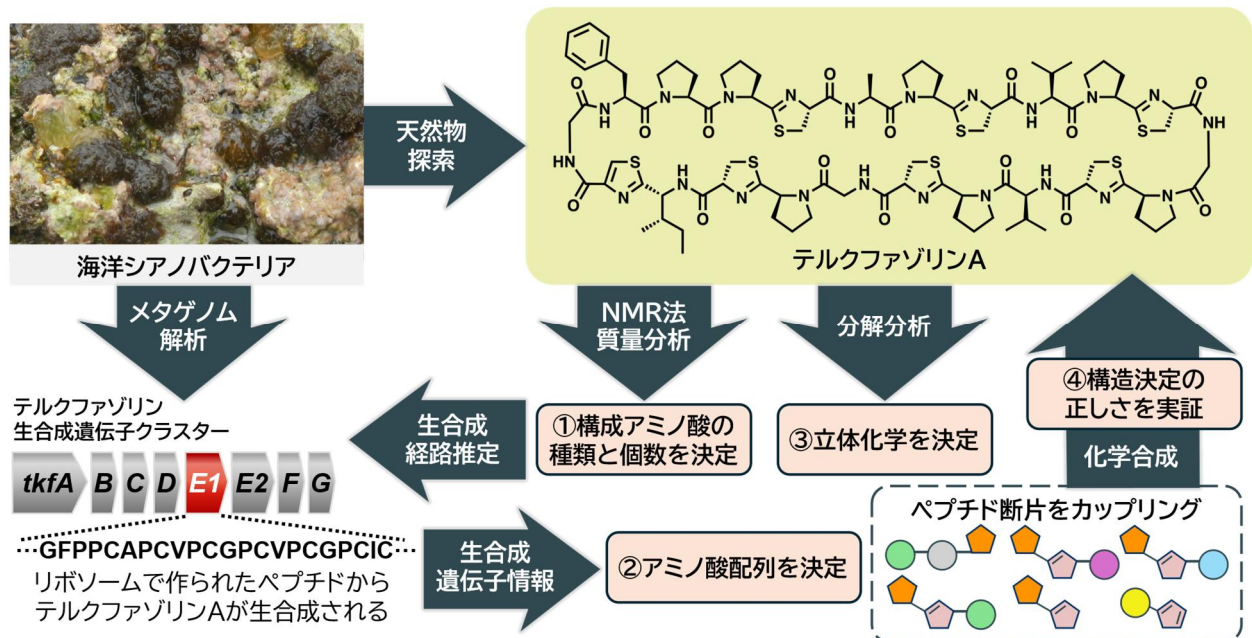 天然物
探索
海洋シアノバクテリア
テルクファゾリンA
メタゲノム
解析
NMR法
質量分析
分解分析
④構造決定の
正しさを実証
テルクファゾリン
生合成遺伝子クラスター
生合成
経路推定
①構成アミノ酸の
種類と個数を決定
③立体化学を決定
化学合成
tkfA B C D E1 E2 F G
ペプチド断片をカップリング
···GFPPCAPCVPCGPCVPCGPCIC···
リボソームで作られたペプチドから
テルクファゾリンAが生合成される
生合成
遺伝子情報
②アミノ酸配列を決定